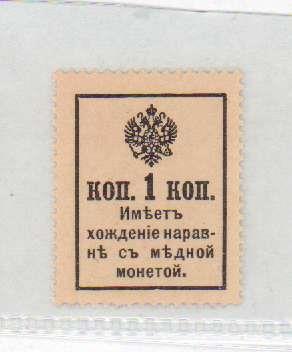 КОП. 1 КОП.
Имѣетъ
хожденіе нарав-
нѣ съ мѣдной
монетой.